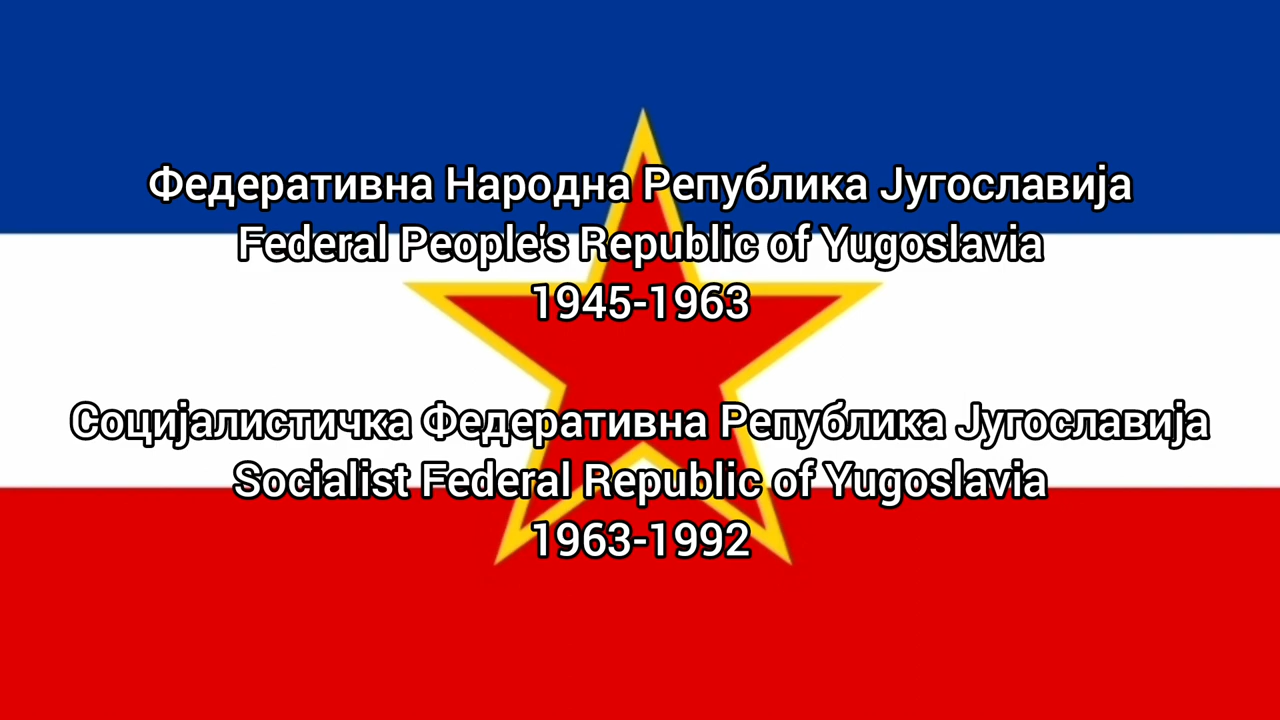 Федеративна Народна Република Југославија
Federal People's Republic of Yugoslavia
1945-1963
Социјалистичка Федеративна Република Југославија
Socialist Federal Republic of Yugoslavia
1963-1992